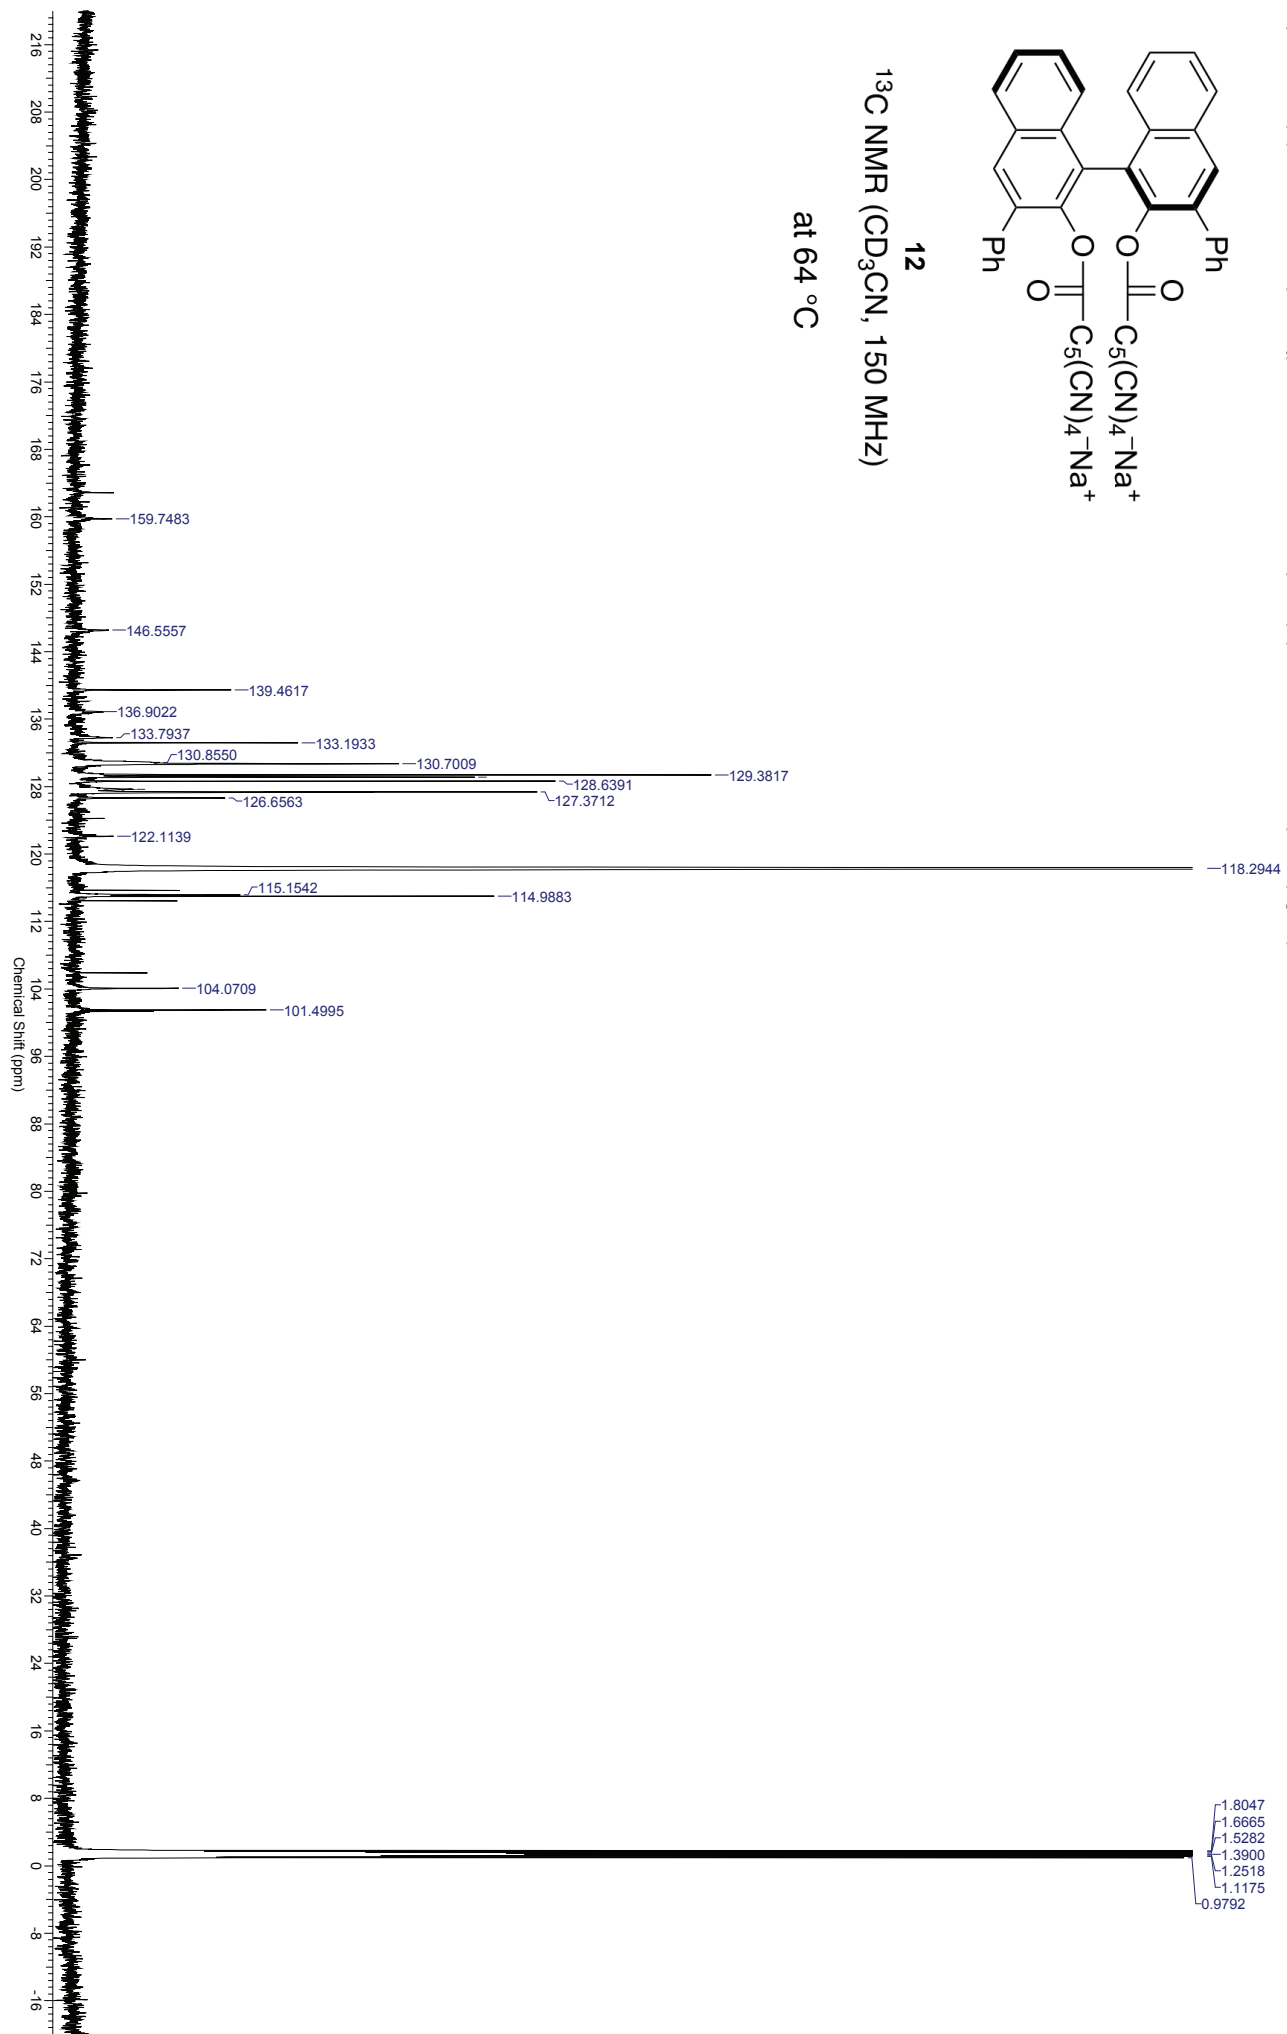 Ph
O
O
C5(CN)4−Na+
O
O
C5(CN)4−Na+
Ph
12
13C NMR (CD3CN, 150 MHz)
at 64 °C
159.7483
146.5557
139.4617
136.9022
133.7937
133.1933
130.8550
130.7009
129.3817
128.6391
127.3712
126.6563
122.1139
118.2944
115.1542
114.9883
104.0709
101.4995
1.8047
1.6665
1.5282
1.3900
1.2518
1.1175
0.9792
216 208 200 192 184 176 168 160 152 144 136 128 120 112 104 96 88 80 72 64 56 48 40 32 24 16 8 0 -8 -16
Chemical Shift (ppm)